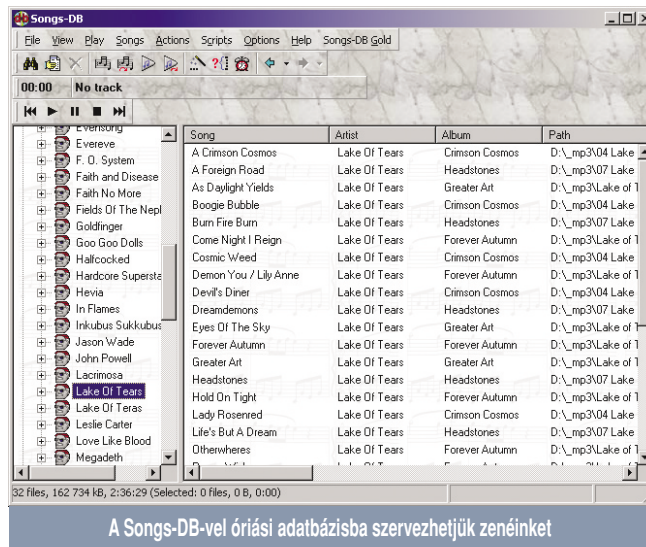 Songs-DB
File View Play Songs Actions Scripts Options Help Songs-DB Gold
00:00 No track
Evensong
Evereve
F. O. System
Faith and Disease
Faith No More
Fields Of The Nepl
Goldfinger
Goo Goo Dolls
Halfcocked
Hardcore Supersta
Hevia
In Flames
Inkubus Sukkubus
Jason Wade
John Powell
Lacrimosa
Lake Of Tears
Lake Of Teras
Leslie Carter
Love Like Blood
Megadeth
Song Artist Album Path
A Crimson Cosmos Lake Of Tears Crimson Cosmos D:\_mp3\04 Lake
A Foreign Road Lake Of Tears Headstones D:\_mp3\07 Lake
As Daylight Yields Lake Of Tears Greater Art D:\_mp3\Lake of T
Boogie Bubble Lake Of Tears Crimson Cosmos D:\_mp3\04 Lake
Burn Fire Burn Lake Of Tears Headstones D:\_mp3\07 Lake
Come Night I Reign Lake Of Tears Forever Autumn D:\_mp3\Lake of T
Cosmic Weed Lake Of Tears Crimson Cosmos D:\_mp3\04 Lake
Demon You / Lily Anne Lake Of Tears Forever Autumn D:\_mp3\Lake of T
Devil's Diner Lake Of Tears Crimson Cosmos D:\_mp3\04 Lake
Dreamdemons Lake Of Tears Headstones D:\_mp3\07 Lake
Eyes Of The Sky Lake Of Tears Greater Art D:\_mp3\Lake of T
Forever Autumn Lake Of Tears Forever Autumn D:\_mp3\Lake of T
Greater Art Lake Of Tears Greater Art D:\_mp3\Lake of T
Headstones Lake Of Tears Headstones D:\_mp3\07 Lake
Hold On Tight Lake Of Tears Forever Autumn D:\_mp3\Lake of T
Lady Rosenred Lake Of Tears Crimson Cosmos D:\_mp3\04 Lake
Life's But A Dream Lake Of Tears Headstones D:\_mp3\07 Lake
Otherwheres Lake Of Tears Forever Autumn D:\_mp3\Lake of T
32 files, 162 734 kB, 2:36:29 (Selected: 0 files, 0 B, 0:00)
A Songs-DB-vel óriási adatbázisba szervezhetjük zenéinket